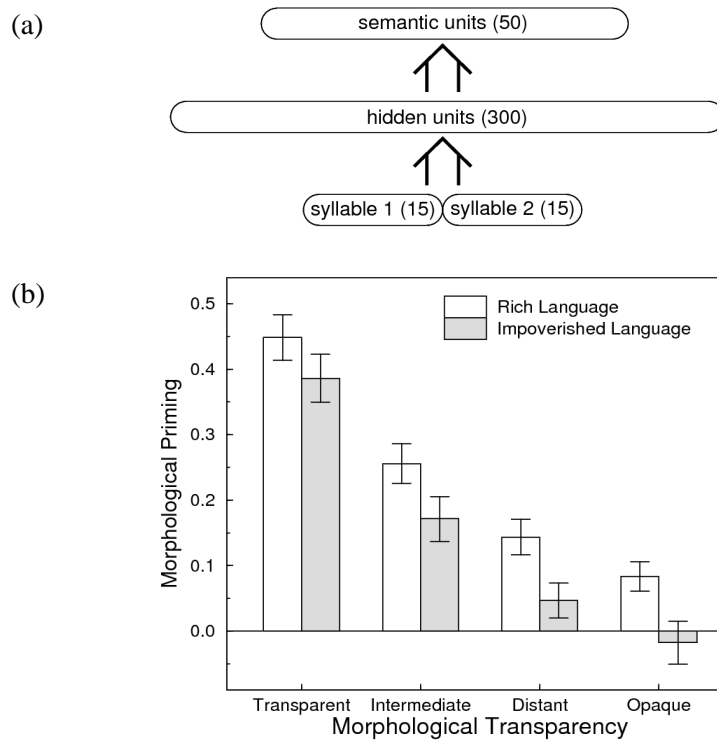 (a)
semantic units (50)
hidden units (300)
syllable 1 (15) syllable 2 (15)
(b)
Rich Language
Impoverished Language
Morphological Priming
0.5
0.4
0.3
0.2
0.1
0.0
Transparent Intermediate Distant Opaque
Morphological Transparency